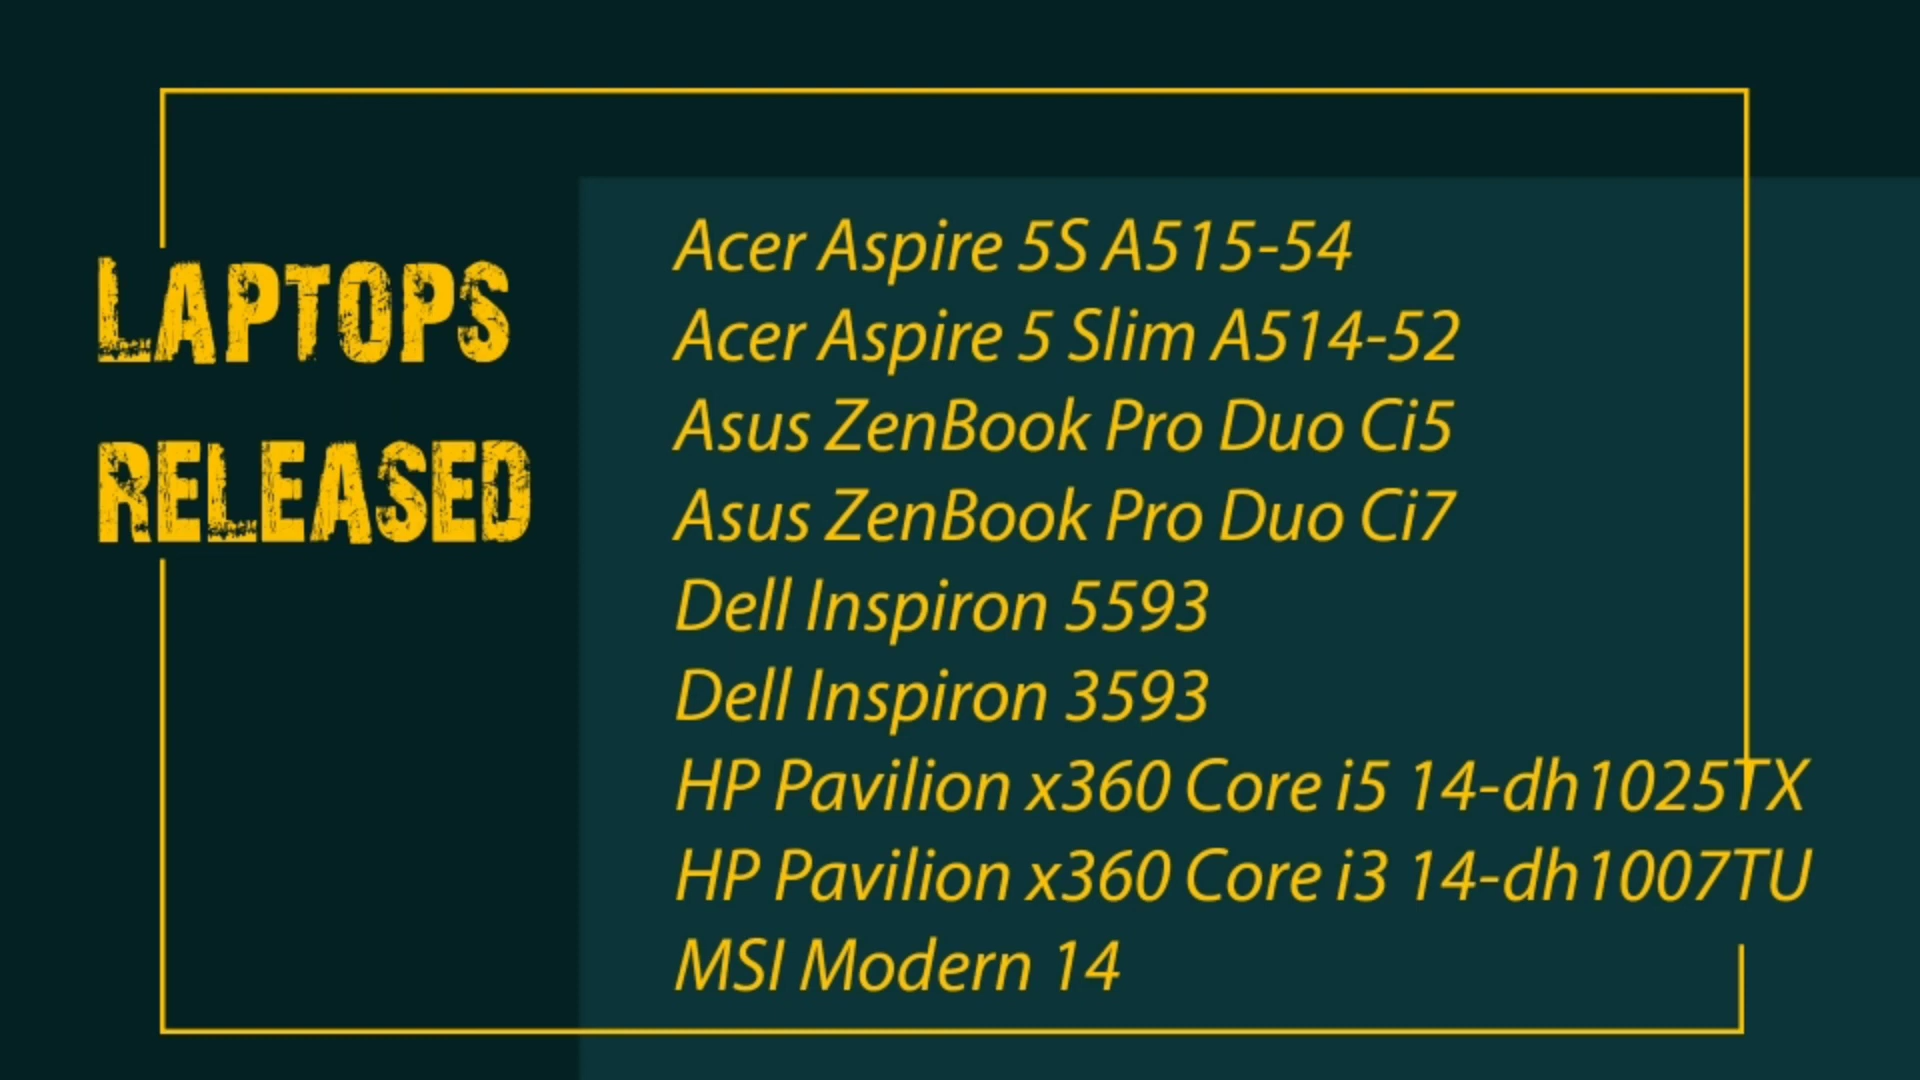 LAPTOPS
RELEASED
Acer Aspire 5S A515-54
Acer Aspire 5 Slim A514-52
Asus ZenBook Pro Duo Ci5
Asus ZenBook Pro Duo Ci7
Dell Inspiron 5593
Dell Inspiron 3593
HP Pavilion x360 Core i5 14-dh1025TX
HP Pavilion x360 Core i3 14-dh1007TU
MSI Modern 14